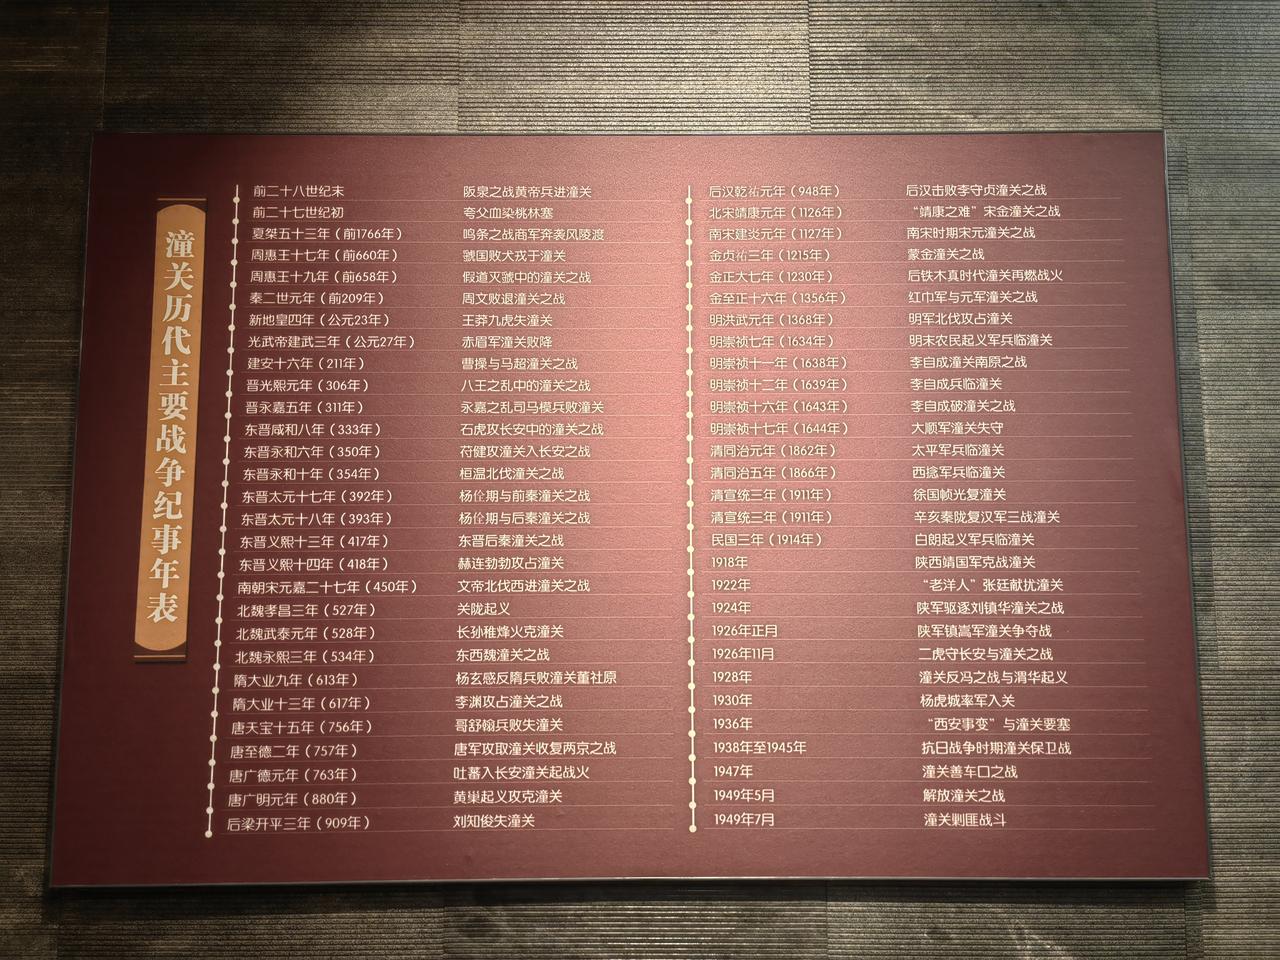 潼关历代主要战争纪事年表
前二十八世纪末 阪泉之战黄帝兵进潼关
前二十七世纪初 夸父血染桃林塞
夏桀五十三年（前1766年） 鸣条之战商军奔袭风陵渡
周惠王十七年（前660年） 虢国败犬戎于潼关
周惠王十九年（前658年） 假道灭虢中的潼关之战
秦二世元年（前209年） 周文败退潼关之战
新地皇四年（公元23年） 王莽九虎失潼关
光武帝建武三年（公元27年） 赤眉军潼关败降
建安十六年（211年） 曹操与马超潼关之战
晋光熙元年（306年） 八王之乱中的潼关之战
晋永嘉五年（311年） 永嘉之乱司马模兵败潼关
东晋咸和八年（333年） 石虎攻长安中的潼关之战
东晋永和六年（350年） 苻健攻潼关入长安之战
东晋永和十年（354年） 桓温北伐潼关之战
东晋太元十七年（392年） 杨佺期与前秦潼关之战
东晋太元十八年（393年） 杨佺期与后秦潼关之战
东晋义熙十三年（417年） 东晋后秦潼关之战
东晋义熙十四年（418年） 赫连勃勃攻占潼关
南朝宋元嘉二十七年（450年） 文帝北伐西进潼关之战
北魏孝昌三年（527年） 关陇起义
北魏武泰元年（528年） 长孙稚烽火克潼关
北魏永熙三年（534年） 东西魏潼关之战
隋大业九年（613年） 杨玄感反隋兵败潼关董社原
隋大业十三年（617年） 李渊攻占潼关之战
唐天宝十五年（756年） 哥舒翰兵败失潼关
唐至德二年（757年） 唐军攻取潼关收复两京之战
唐广德元年（763年） 吐蕃入长安潼关起战火
唐广明元年（880年） 黄巢起义攻克潼关
后梁开平三年（909年） 刘知俊失潼关
后汉乾祐元年（948年） 后汉击败李守贞潼关之战
北宋靖康元年（1126年） “靖康之难”宋金潼关之战
南宋建炎元年（1127年） 南宋时期宋元潼关之战
金贞祐三年（1215年） 蒙金潼关之战
金正大七年（1230年） 后铁木真时代潼关再燃战火
金至正十六年（1356年） 红巾军与元军潼关之战
明洪武元年（1368年） 明军北伐攻占潼关
明崇祯七年（1634年） 明末农民起义军兵临潼关
明崇祯十一年（1638年） 李自成潼关南原之战
明崇祯十二年（1639年） 李自成兵临潼关
明崇祯十六年（1643年） 李自成破潼关之战
明崇祯十七年（1644年） 大顺军潼关失守
清同治元年（1862年） 太平军兵临潼关
清同治五年（1866年） 西捻军兵临潼关
清宣统三年（1911年） 徐国帧光复潼关
清宣统三年（1911年） 辛亥秦陇复汉军三战潼关
民国三年（1914年） 白朗起义军兵临潼关
1918年 陕西靖国军克战潼关
1922年 “老洋人”张廷献扰潼关
1924年 陕军驱逐刘镇华潼关之战
1926年正月 陕军镇嵩军潼关争夺战
1926年11月 二虎守长安与潼关之战
1928年 潼关反冯之战与渭华起义
1930年 杨虎城率军入关
1936年 “西安事变”与潼关要塞
1938年至1945年 抗日战争时期潼关保卫战
1947年 潼关善车口之战
1949年5月 解放潼关之战
1949年7月 潼关剿匪战斗